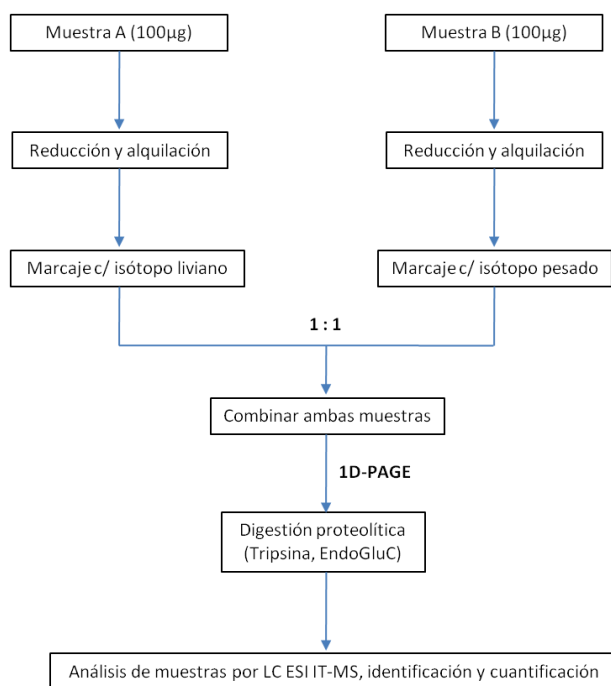 Muestra A (100µg)
Muestra B (100µg)
Reducción y alquilación
Reducción y alquilación
Marcaje c/ isótopo liviano
Marcaje c/ isótopo pesado
1 : 1
Combinar ambas muestras
1D-PAGE
Digestión proteolítica
(Tripsina, EndoGluC)
Análisis de muestras por LC ESI IT-MS, identificación y cuantificación